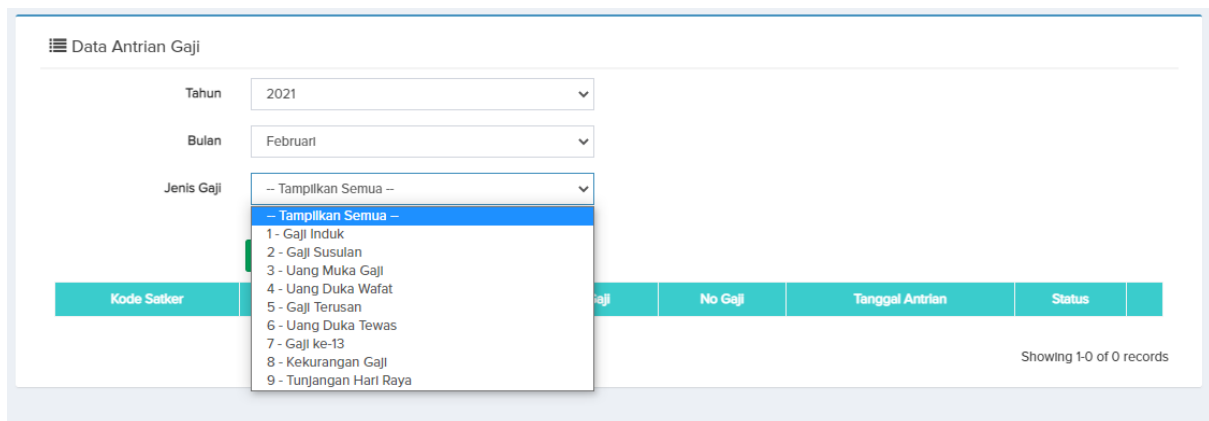 Data Antrian Gaji
Tahun
2021
Bulan
Februari
Jenis Gaji
-- Tampilkan Semua --
-- Tampilkan Semua --
1 - Gaji Induk
2 - Gaji Susulan
3 - Uang Muka Gaji
4 - Uang Duka Wafat
5 - Gaji Terusan
6 - Uang Duka Tewas
7 - Gaji ke-13
8 - Kekurangan Gaji
9 - Tunjangan Hari Raya
Kode Satker
Gaji
No Gaji
Tanggal Antrian
Status
Showing 1-0 of 0 records